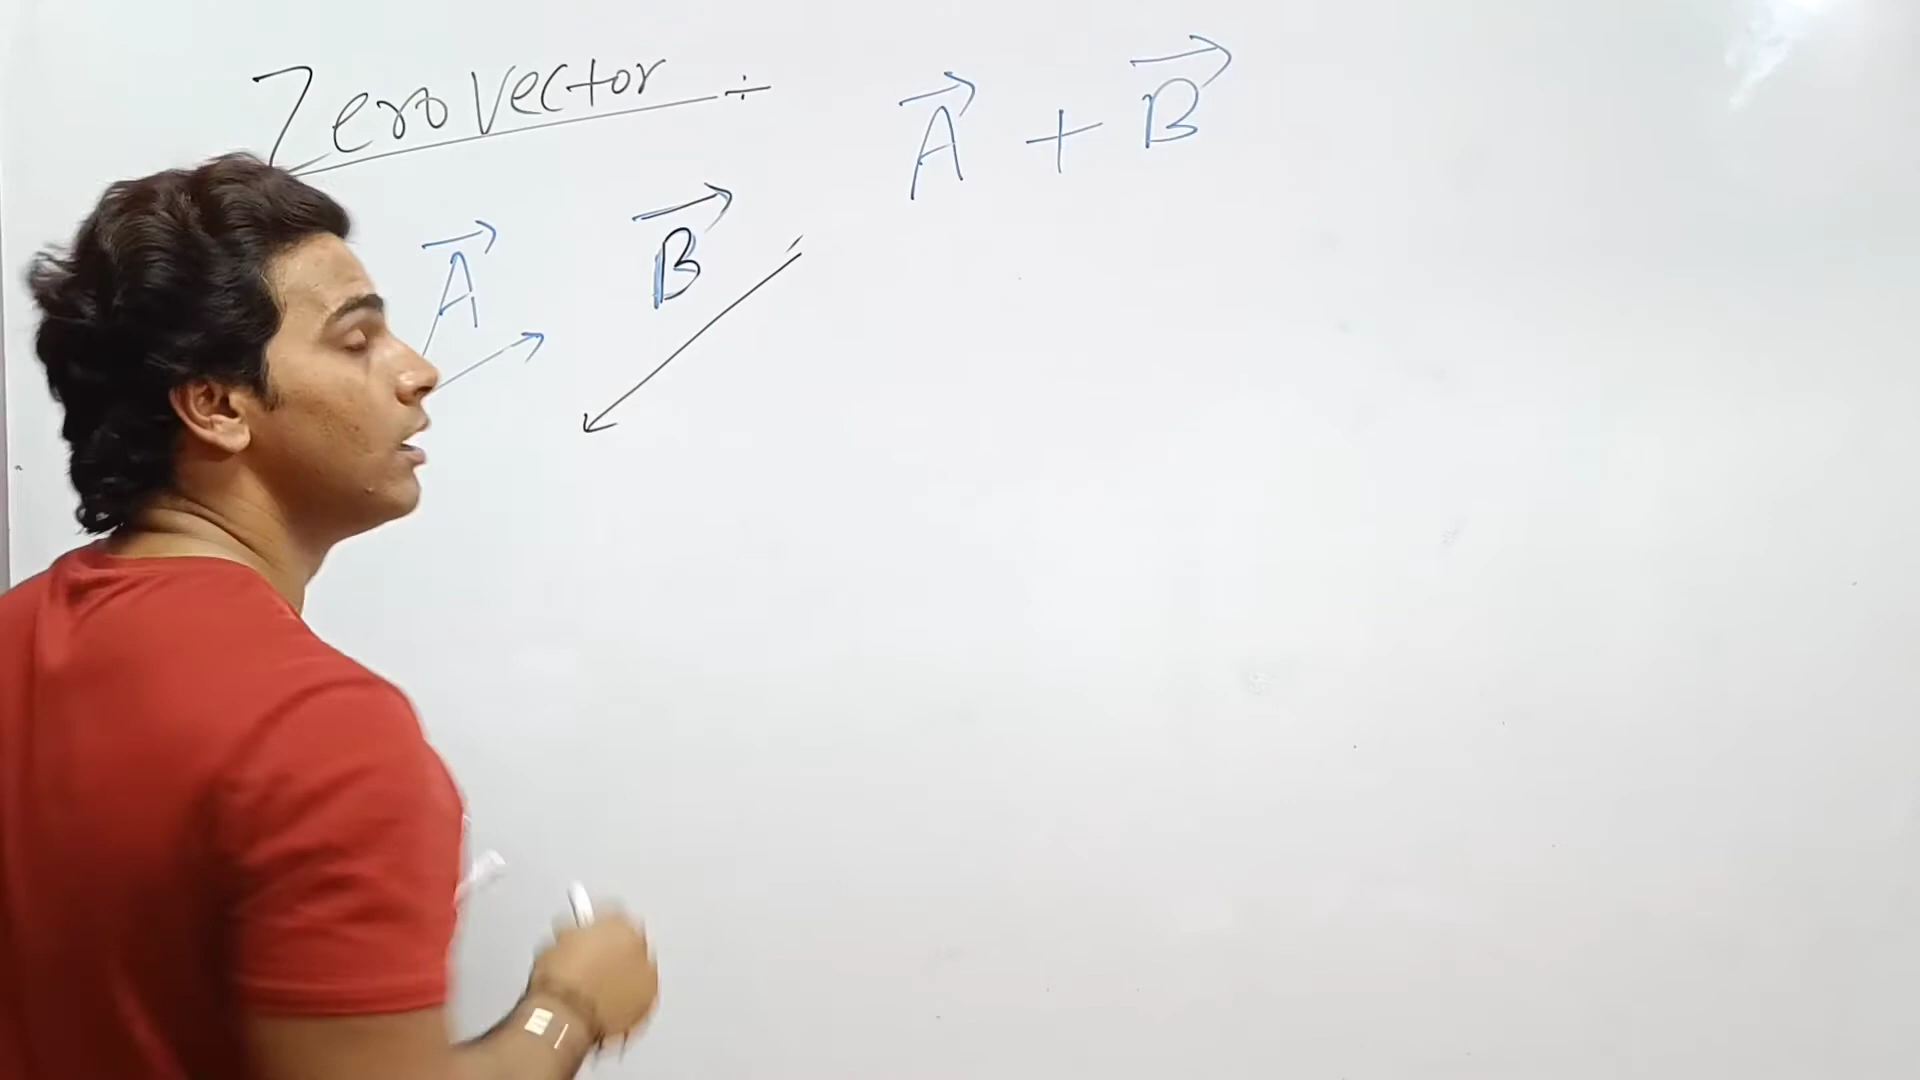 Zero Vector ÷
A⃗ + B⃗
A⃗ B⃗